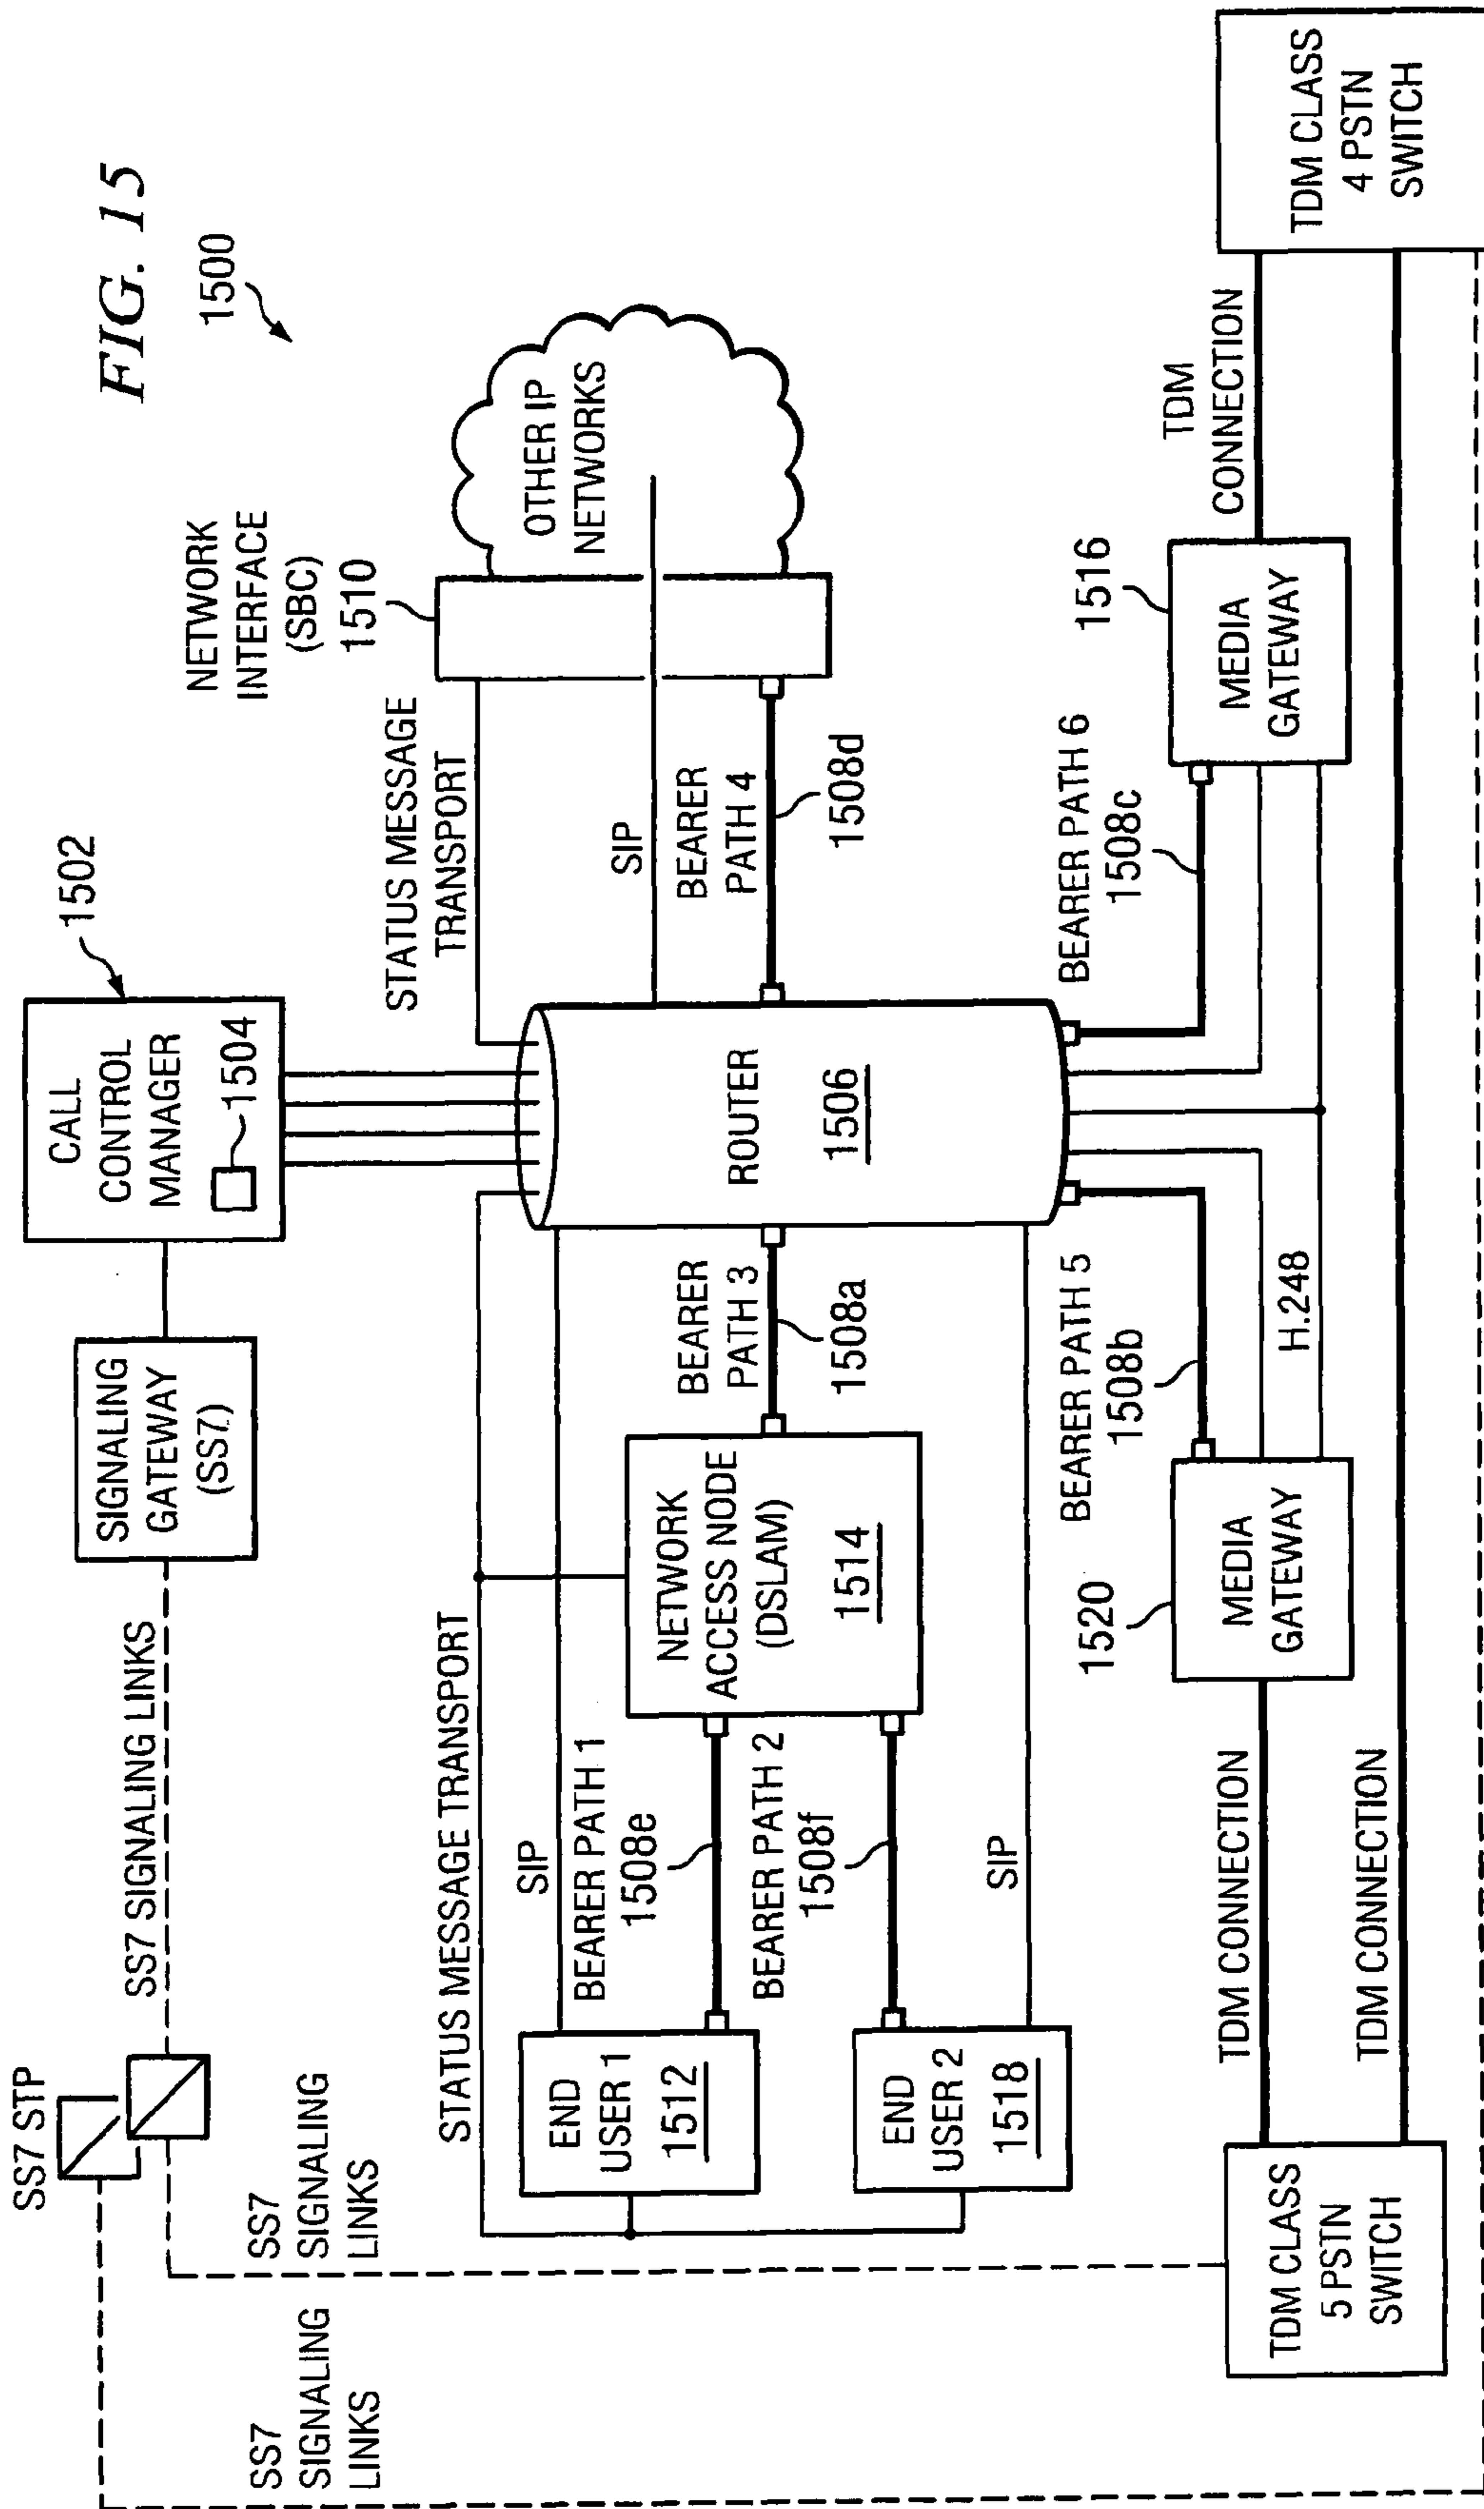 FIG. 15
1500
SS7 STP
SS7 SIGNALING LINKS
SIGNALING
GATEWAY
(SS7)
CALL
CONTROL
MANAGER
1504
1502
SS7
SIGNALING
LINKS
SS7
SIGNALING
LINKS
STATUS MESSAGE TRANSPORT
STATUS MESSAGE
TRANSPORT
NETWORK
INTERFACE
(SBC)
1510
SIP
END
USER 1
1512
BEARER PATH 1
1508e
NETWORK
ACCESS NODE
(DSLAM)
1514
BEARER
PATH 3
1508a
ROUTER
1506
SIP
BEARER
PATH 4
1508d
OTHER IP
NETWORKS
BEARER PATH 2
1508f
END
USER 2
1518
SIP
BEARER PATH 5
1508b
BEARER PATH 6
1508c
1520
MEDIA
GATEWAY
H.248
1516
MEDIA
GATEWAY
TDM
CONNECTION
TDM CONNECTION
TDM CONNECTION
TDM CLASS
5 PSTN
SWITCH
TDM CLASS
4 PSTN
SWITCH